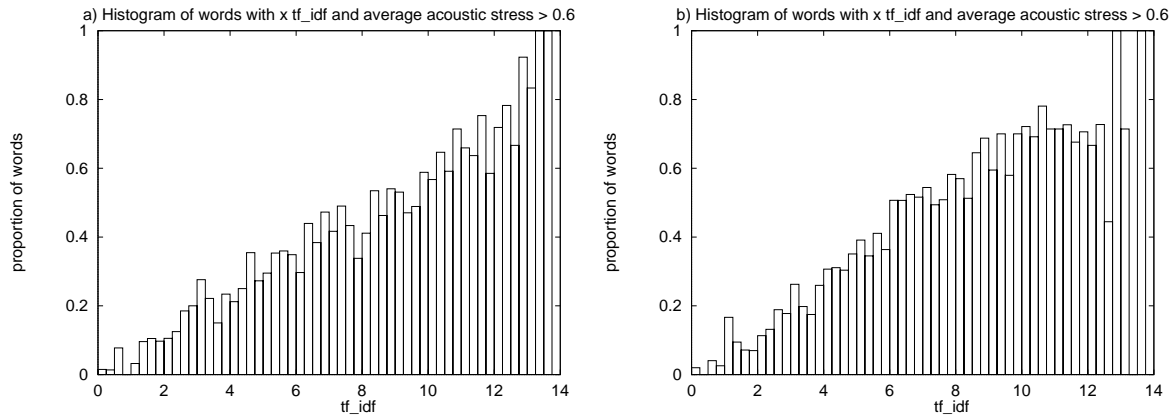 a) Histogram of words with x tf_idf and average acoustic stress > 0.6
1
0.8
0.6
0.4
0.2
0
proportion of words
0 2 4 6 8 10 12 14
tf_idf
b) Histogram of words with x tf_idf and average acoustic stress > 0.6
1
0.8
0.6
0.4
0.2
0
proportion of words
0 2 4 6 8 10 12 14
tf_idf